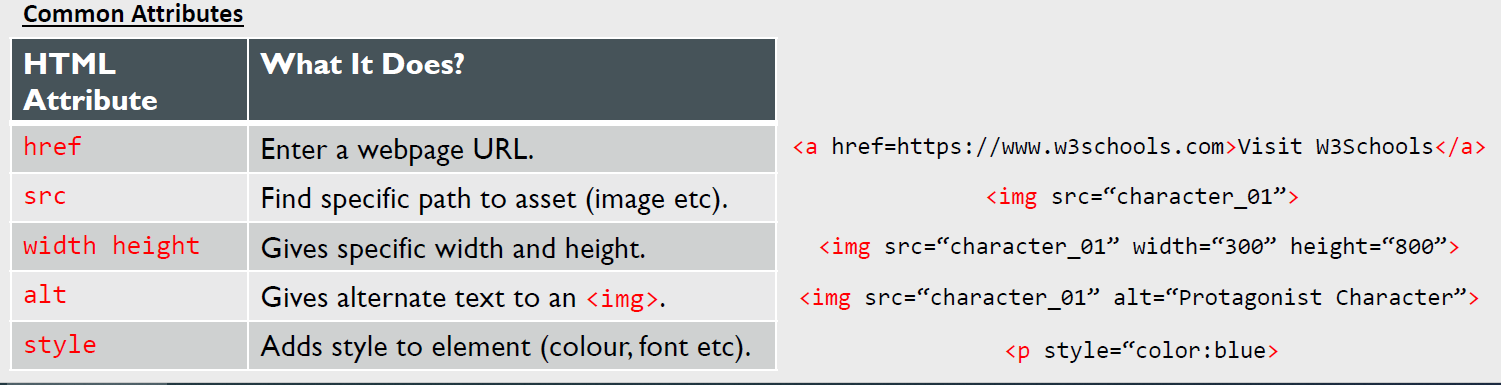 Common Attributes
HTML Attribute What It Does?
href Enter a webpage URL. <a href=https://www.w3schools.com>Visit W3Schools</a>
src Find specific path to asset (image etc). <img src=“character_01”>
width height Gives specific width and height. <img src=“character_01” width=“300” height=“800”>
alt Gives alternate text to an <img>. <img src=“character_01” alt=“Protagonist Character”>
style Adds style to element (colour, font etc). <p style=“color:blue>